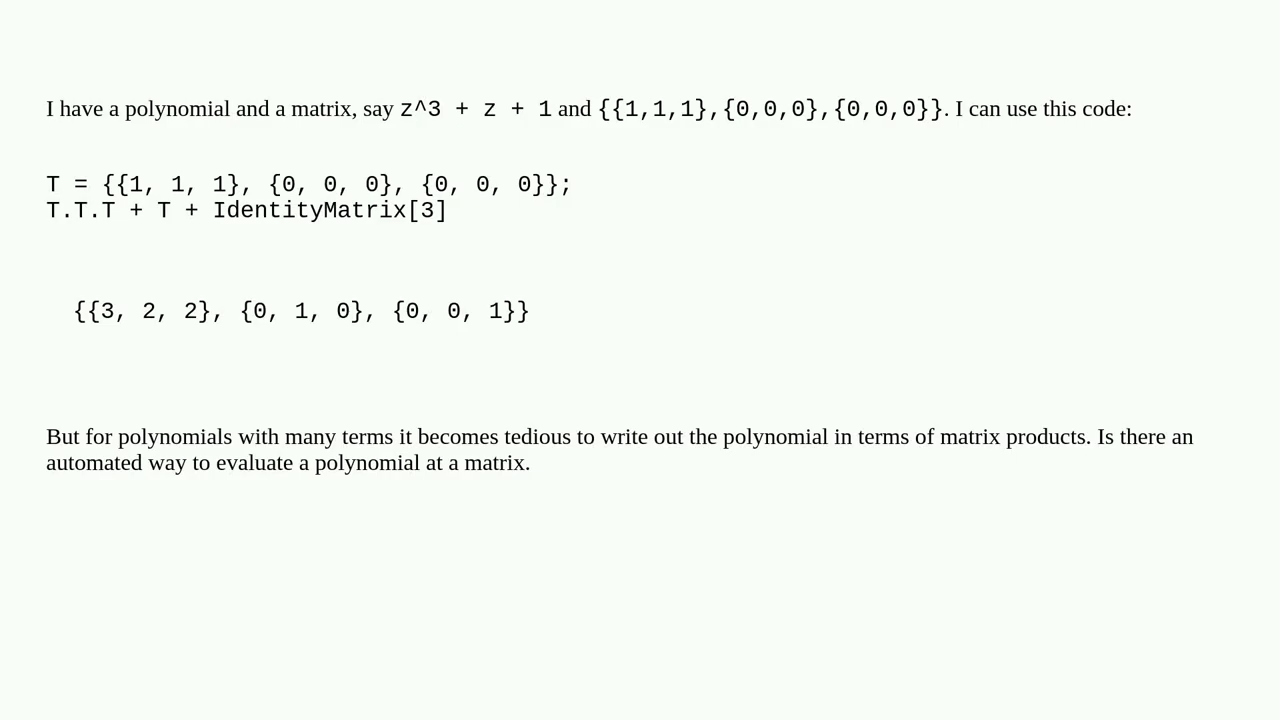 I have a polynomial and a matrix, say z^3 + z + 1 and {{1,1,1},{0,0,0},{0,0,0}}. I can use this code:
T = {{1, 1, 1}, {0, 0, 0}, {0, 0, 0}};
T.T.T + T + IdentityMatrix[3]
{{3, 2, 2}, {0, 1, 0}, {0, 0, 1}}
But for polynomials with many terms it becomes tedious to write out the polynomial in terms of matrix products. Is there an
automated way to evaluate a polynomial at a matrix.